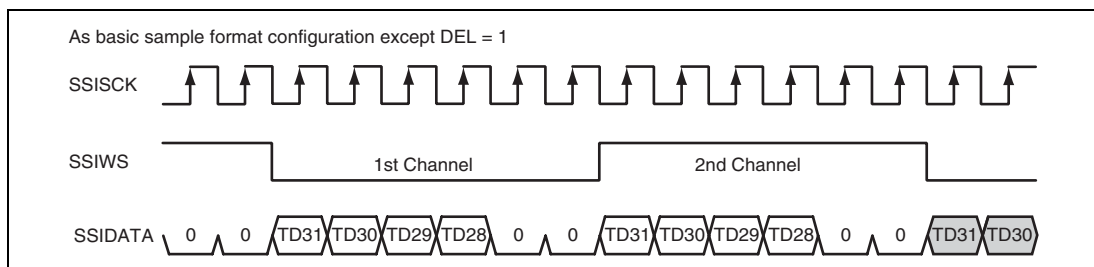 As basic sample format configuration except DEL = 1
SSISCK
SSIWS 1st Channel 2nd Channel
SSIDATA 0 0 TD31 TD30 TD29 TD28 0 0 TD31 TD30 TD29 TD28 0 0 TD31 TD30